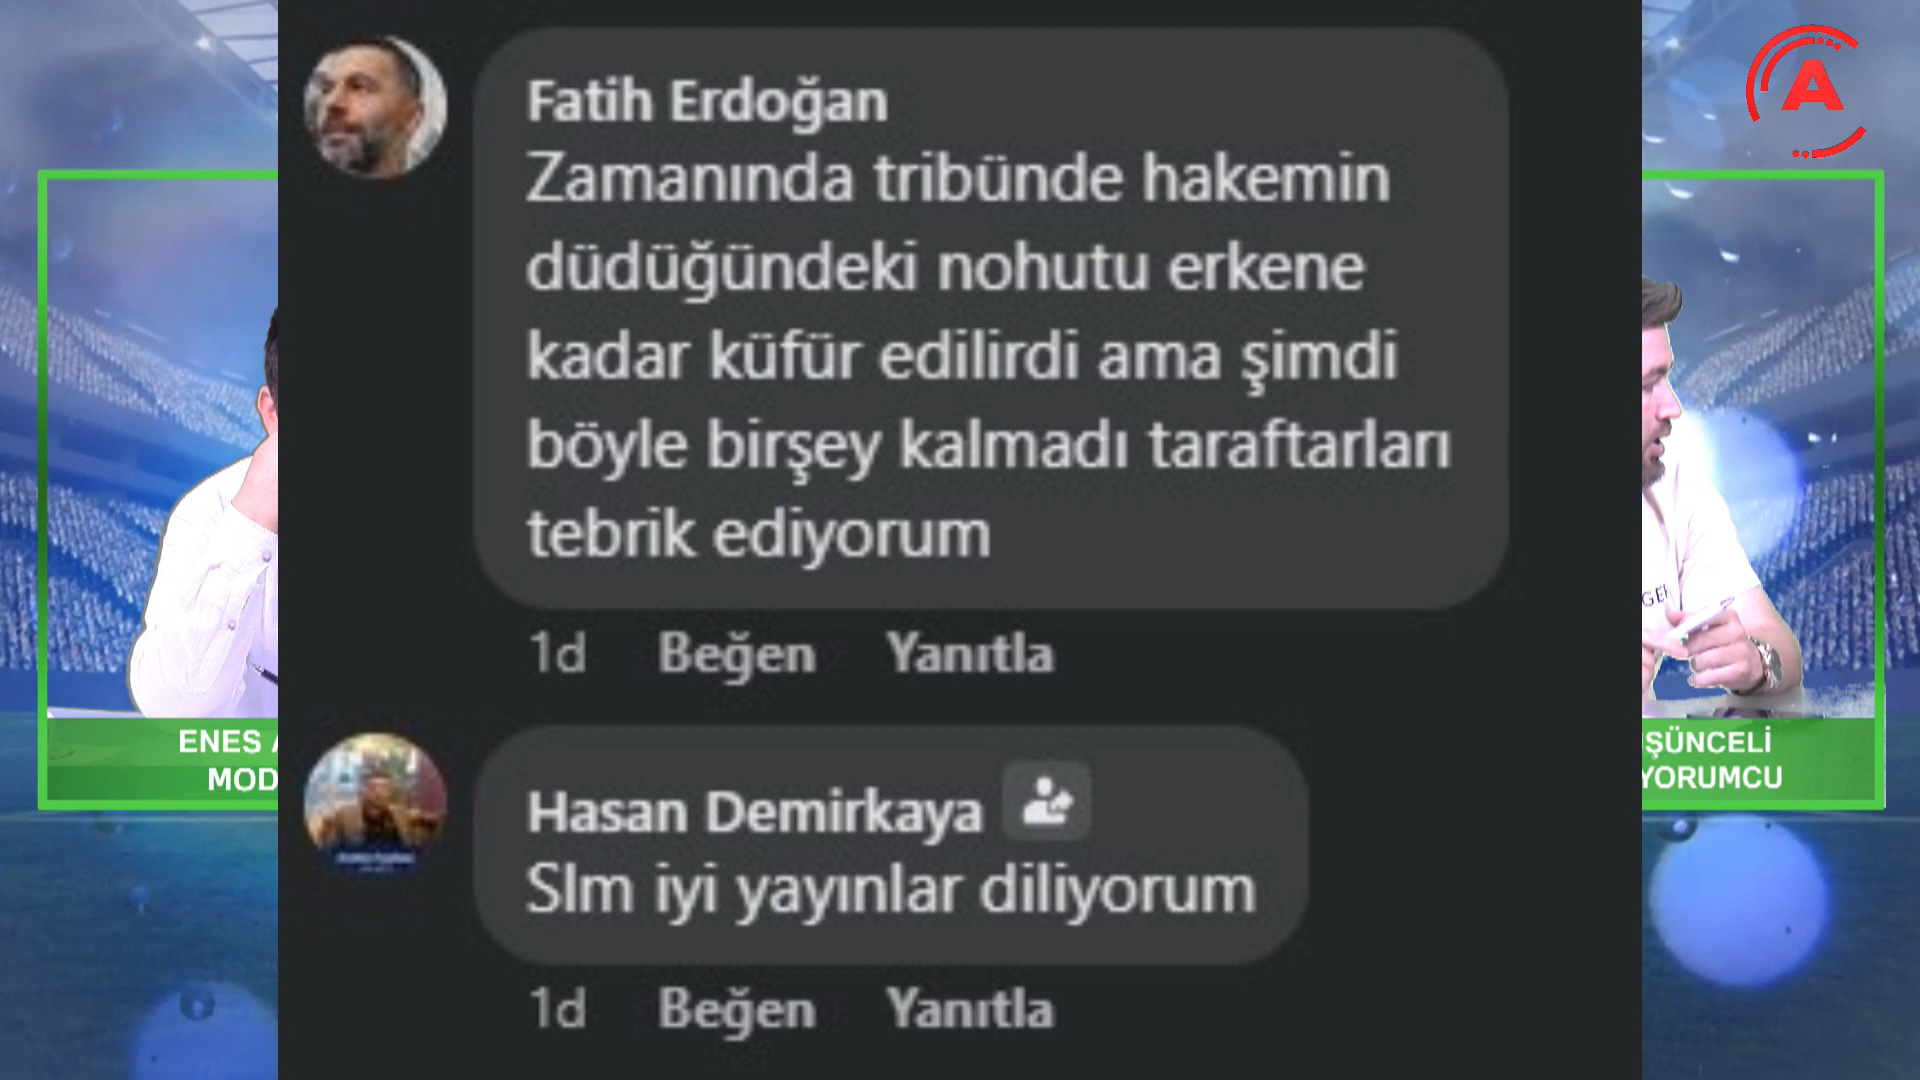 Fatih Erdoğan
Zamanında tribünde hakemin
düdüğündeki nohutu erkene
kadar küfür edilirdi ama şimdi
böyle birşey kalmadı taraftarları
tebrik ediyorum
1d Beğen Yanıtla
Hasan Demirkaya
Slm iyi yayınlar diliyorum
1d Beğen Yanıtla
A
ENES
MOD
ŞÜNCELİ
YORUMCU